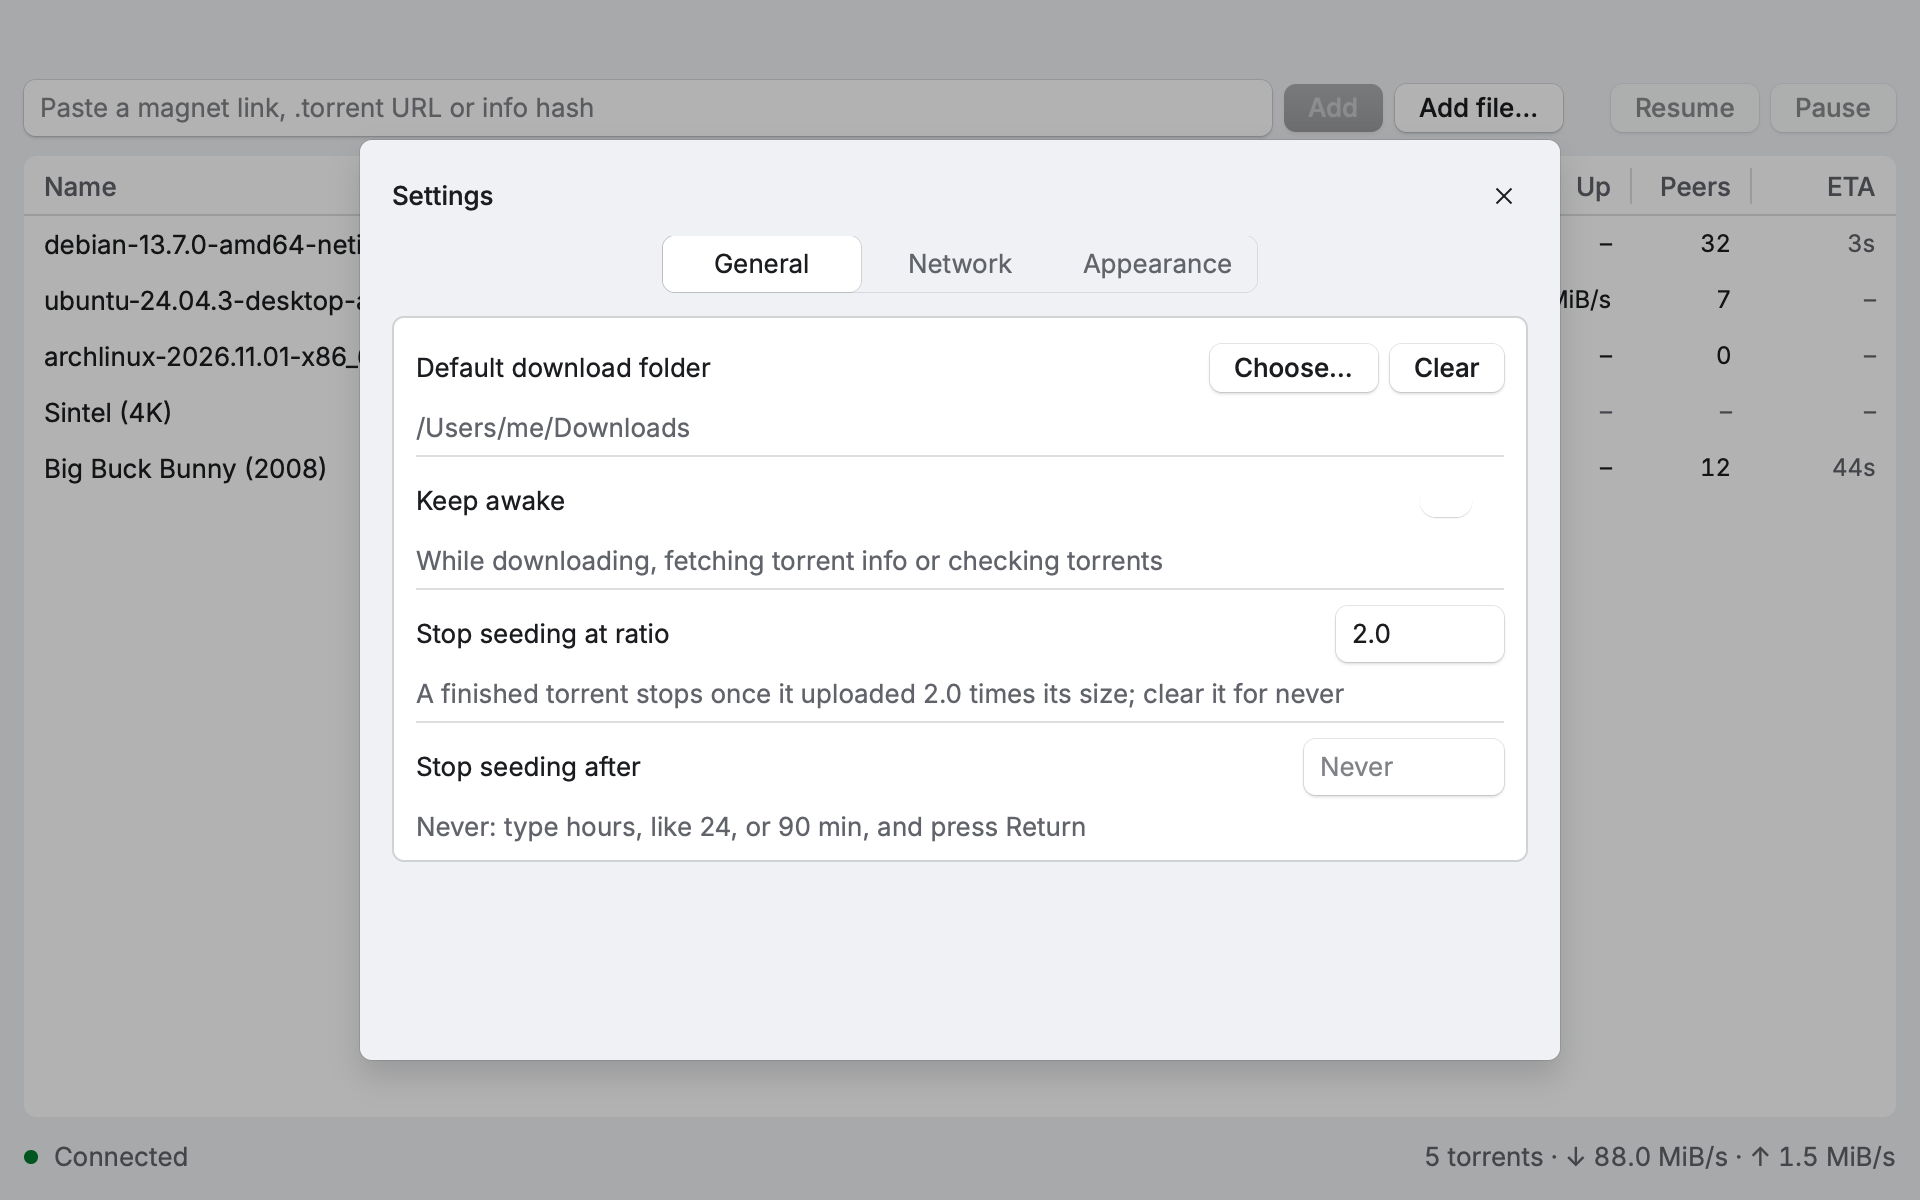 Paste a magnet link, .torrent URL or info hash
Add
Add file...
Resume
Pause
Name
Up
Peers
ETA
debian-13.7.0-amd64-neti
–
32
3s
ubuntu-24.04.3-desktop-a
MiB/s
7
–
archlinux-2026.11.01-x86_6
–
0
–
Sintel (4K)
–
–
–
Big Buck Bunny (2008)
–
12
44s
Settings
General
Network
Appearance
Default download folder
Choose...
Clear
/Users/me/Downloads
Keep awake
While downloading, fetching torrent info or checking torrents
Stop seeding at ratio
2.0
A finished torrent stops once it uploaded 2.0 times its size; clear it for never
Stop seeding after
Never
Never: type hours, like 24, or 90 min, and press Return
Connected
5 torrents · ↓ 88.0 MiB/s · ↑ 1.5 MiB/s